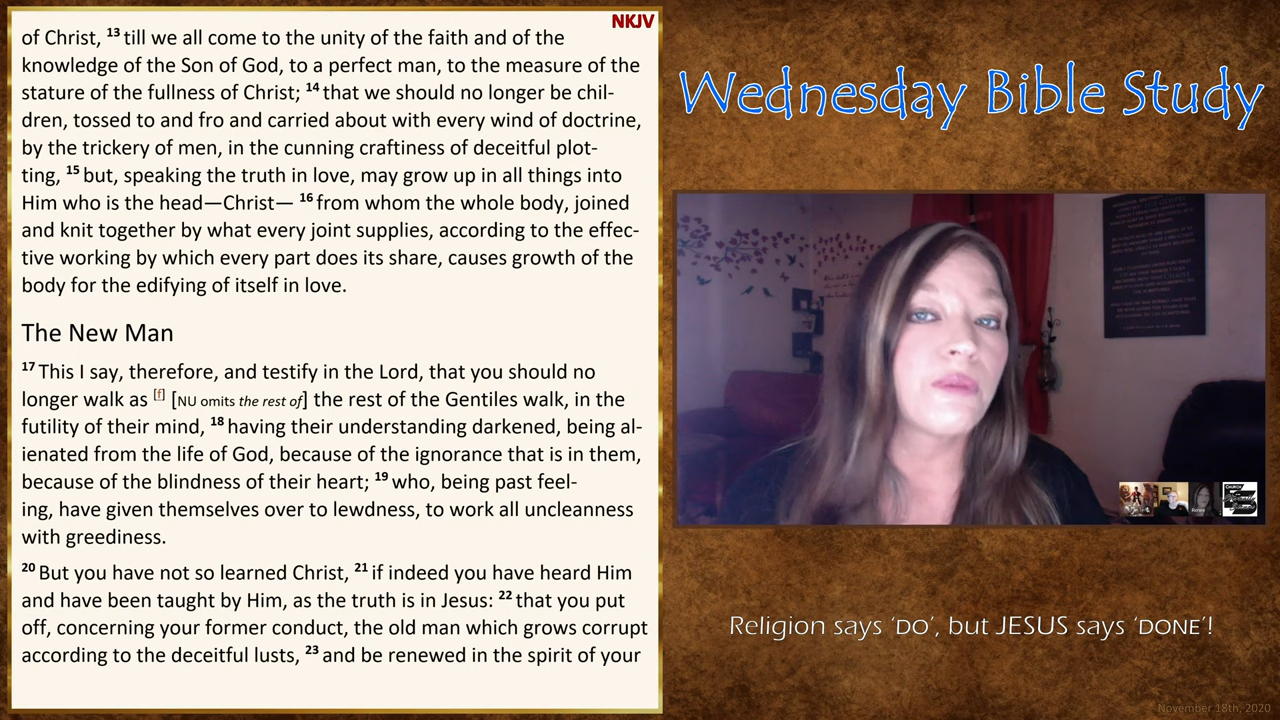 NKJV
of Christ, 13 till we all come to the unity of the faith and of the
knowledge of the Son of God, to a perfect man, to the measure of the
stature of the fullness of Christ; 14 that we should no longer be chil-
dren, tossed to and fro and carried about with every wind of doctrine,
by the trickery of men, in the cunning craftiness of deceitful plot-
ting, 15 but, speaking the truth in love, may grow up in all things into
Him who is the head—Christ— 16 from whom the whole body, joined
and knit together by what every joint supplies, according to the effec-
tive working by which every part does its share, causes growth of the
body for the edifying of itself in love.
The New Man
17 This I say, therefore, and testify in the Lord, that you should no
longer walk as [f] [NU omits the rest of] the rest of the Gentiles walk, in the
futility of their mind, 18 having their understanding darkened, being al-
ienated from the life of God, because of the ignorance that is in them,
because of the blindness of their heart; 19 who, being past feel-
ing, have given themselves over to lewdness, to work all uncleanness
with greediness.
20 But you have not so learned Christ, 21 if indeed you have heard Him
and have been taught by Him, as the truth is in Jesus: 22 that you put
off, concerning your former conduct, the old man which grows corrupt
according to the deceitful lusts, 23 and be renewed in the spirit of your
Wednesday Bible Study
Renee
CHURCH
Religion says ‘DO’, but JESUS says ‘DONE’!
November 18th, 2020